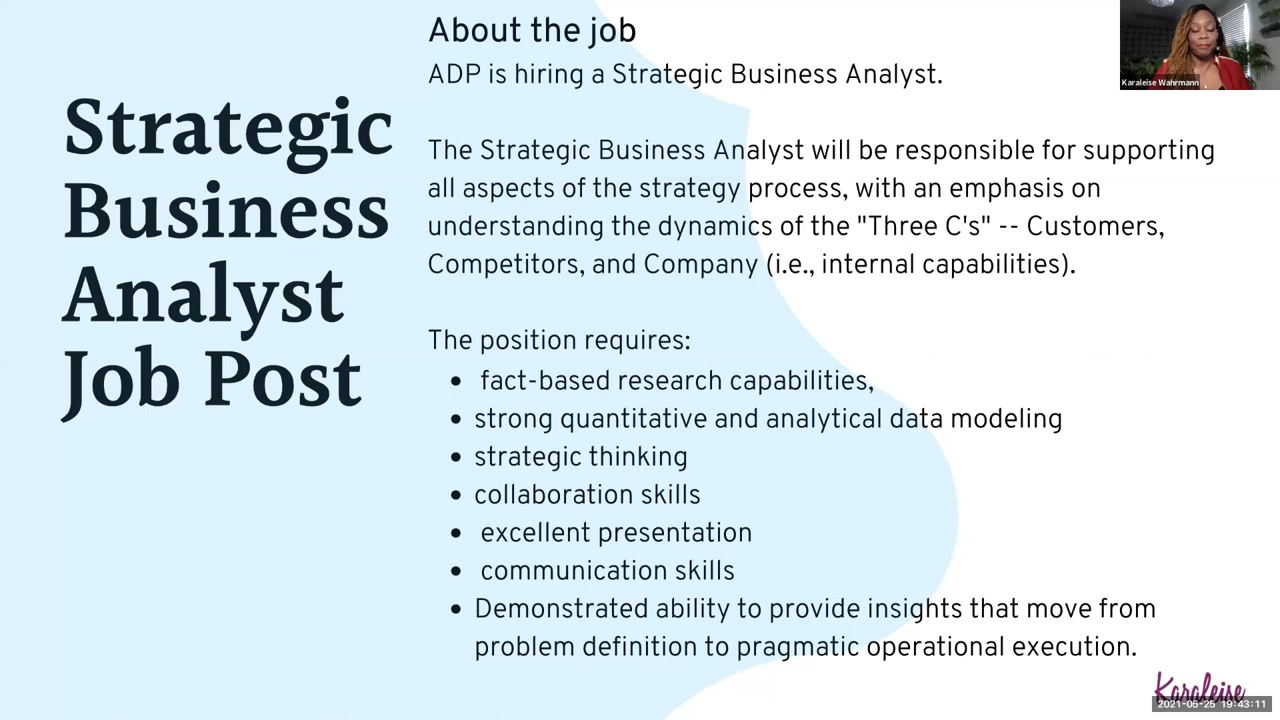 Strategic
Business
Analyst
Job Post
About the job
ADP is hiring a Strategic Business Analyst.
The Strategic Business Analyst will be responsible for supporting
all aspects of the strategy process, with an emphasis on
understanding the dynamics of the "Three C's" -- Customers,
Competitors, and Company (i.e., internal capabilities).
The position requires:
• fact-based research capabilities,
• strong quantitative and analytical data modeling
• strategic thinking
• collaboration skills
• excellent presentation
• communication skills
• Demonstrated ability to provide insights that move from
problem definition to pragmatic operational execution.
Karaleise Wahrmann
Karaleise
2021-05-25 19:43:11